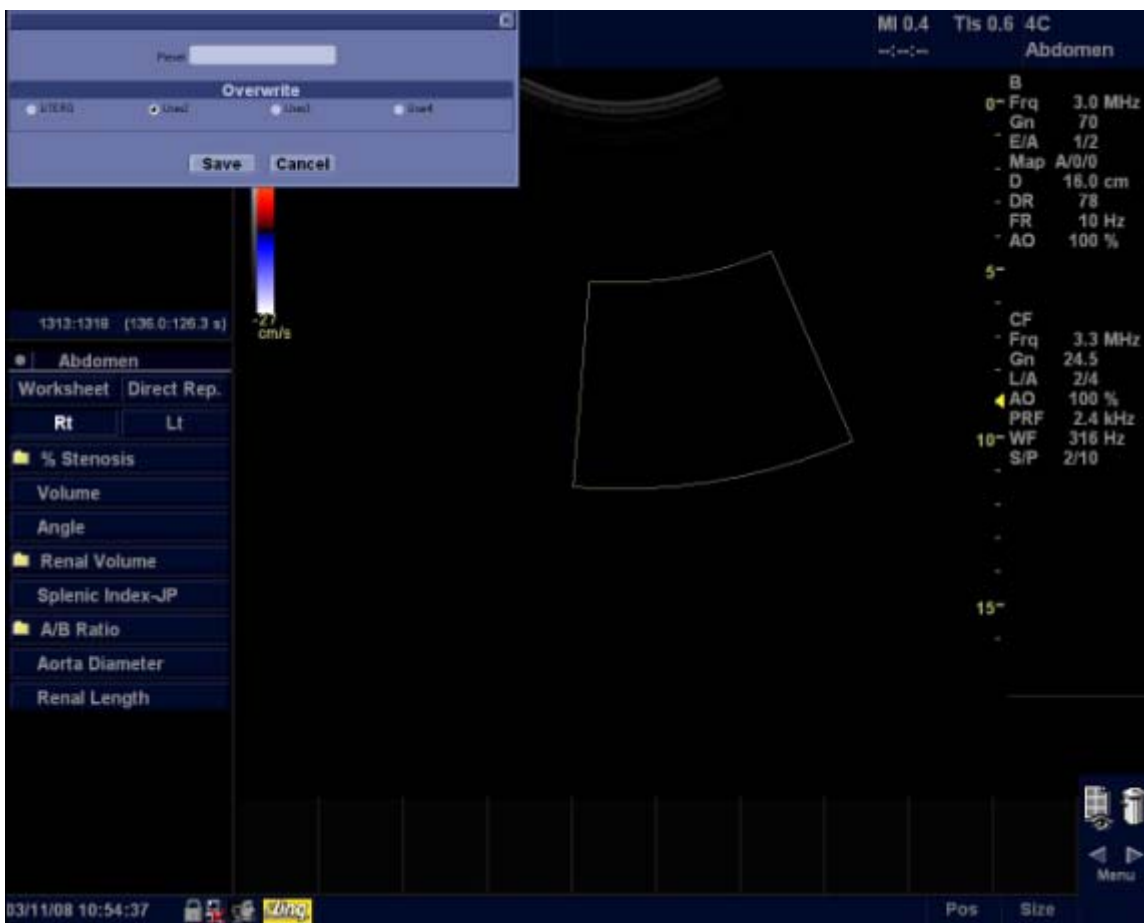 Preset
Overwrite
UTERO User2 User3 User4
Save Cancel
MI 0.4 TIs 0.6 4C
--:--:-- Abdomen
-27
cm/s
1313:1318 (136.0:126.3 s)
Abdomen
Worksheet Direct Rep.
Rt Lt
% Stenosis
Volume
Angle
Renal Volume
Splenic Index-JP
A/B Ratio
Aorta Diameter
Renal Length
0
5
10
15
B
Frq 3.0 MHz
Gn 70
E/A 1/2
Map A/0/0
D 16.0 cm
DR 78
FR 10 Hz
AO 100 %
CF
Frq 3.3 MHz
Gn 24.5
L/A 2/4
AO 100 %
PRF 2.4 kHz
WF 316 Hz
S/P 2/10
Menu
03/11/08 10:54:37
Pos Size